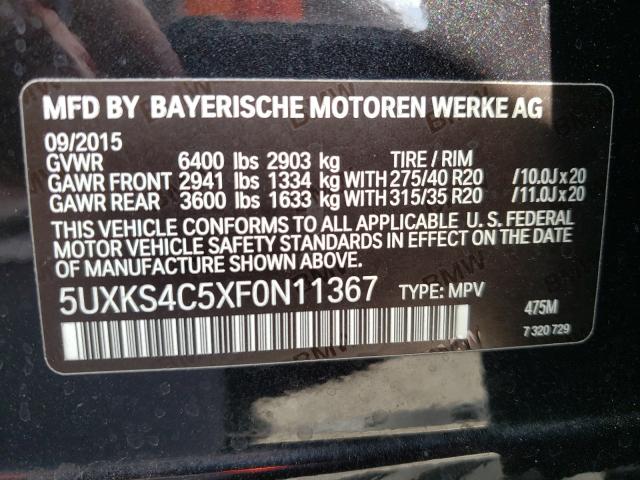 MFD BY BAYERISCHE MOTOREN WERKE AG
09/2015
GVWR 6400 lbs 2903 kg TIRE / RIM
GAWR FRONT 2941 lbs 1334 kg WITH 275/40 R20 /10.0J x 20
GAWR REAR 3600 lbs 1633 kg WITH 315/35 R20 /11.0J x 20
THIS VEHICLE CONFORMS TO ALL APPLICABLE U.S. FEDERAL
MOTOR VEHICLE SAFETY STANDARDS IN EFFECT ON THE DATE
OF MANUFACTURE SHOWN ABOVE.
5UXKS4C5XF0N11367 TYPE: MPV 475M
7 320 729